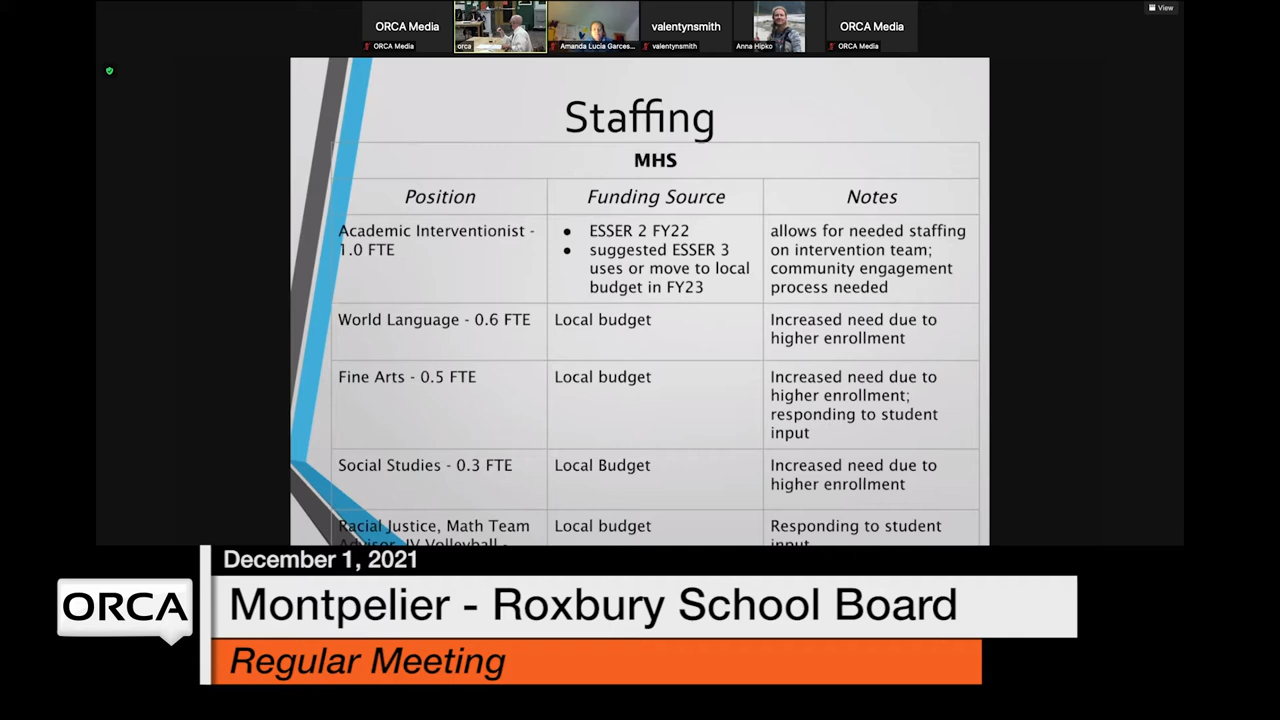 View
ORCA Media
valentynsmith
ORCA Media
ORCA Media
orca
Amanda Lucia Garces...
valentynsmith
Anna Hipko
ORCA Media
Staffing
MHS
Position
Funding Source
Notes
Academic Interventionist -
1.0 FTE
● ESSER 2 FY22
● suggested ESSER 3
uses or move to local
budget in FY23
allows for needed staffing
on intervention team;
community engagement
process needed
World Language - 0.6 FTE
Local budget
Increased need due to
higher enrollment
Fine Arts - 0.5 FTE
Local budget
Increased need due to
higher enrollment;
responding to student
input
Social Studies - 0.3 FTE
Local Budget
Increased need due to
higher enrollment
Racial Justice, Math Team
Advisor, JV Volleyball -
Local budget
Responding to student
input
December 1, 2021
ORCA
Montpelier - Roxbury School Board
Regular Meeting